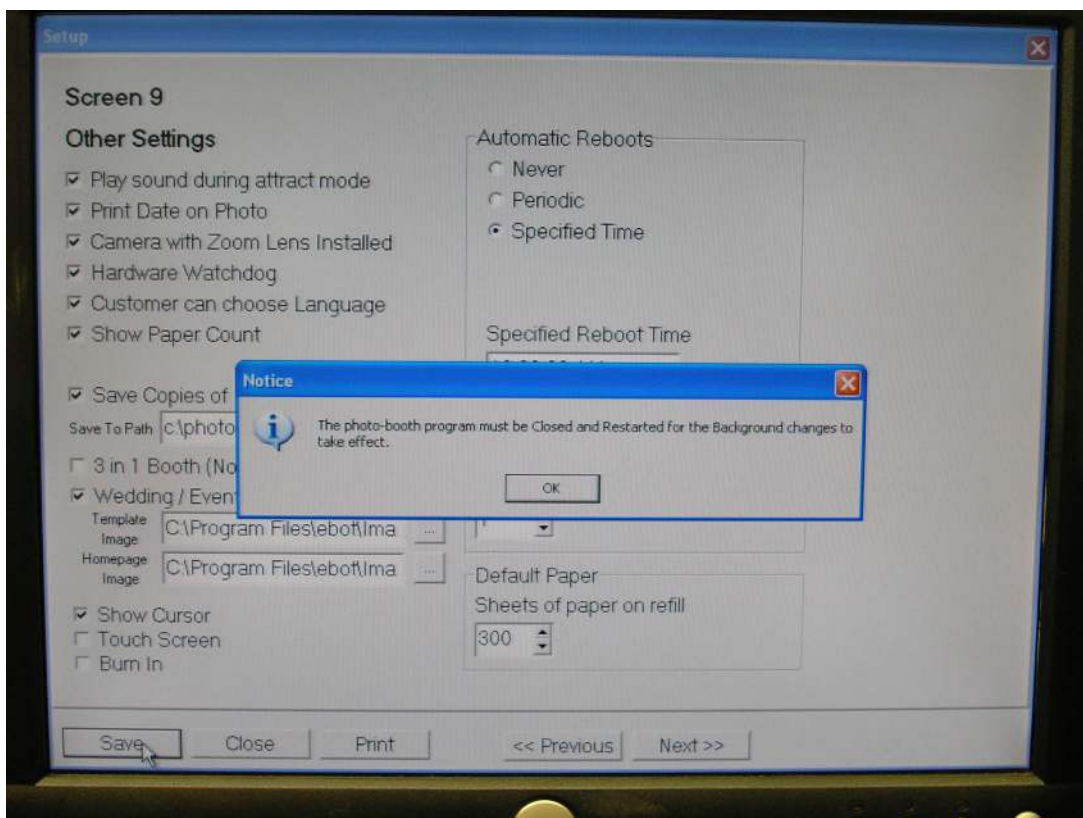 Setup
Screen 9
Other Settings
Play sound during attract mode
Print Date on Photo
Camera with Zoom Lens Installed
Hardware Watchdog
Customer can choose Language
Show Paper Count
Save Copies of
Save To Path c:\photo
3 in 1 Booth (No
Wedding / Even
Template
Image
C:\Program Files\ebot\Ima ...
Homepage
Image
C:\Program Files\ebot\Ima ...
Show Cursor
Touch Screen
Burn In
Automatic Reboots
Never
Periodic
Specified Time
Specified Reboot Time
Notice
The photo-booth program must be Closed and Restarted for the Background changes to
take effect.
OK
Default Paper
Sheets of paper on refill
300
Save Close Print << Previous Next >>